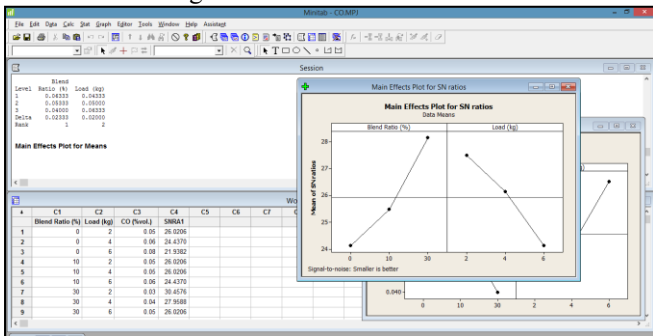 Minitab - CO.MPJ
File Edit Data Calc Stat Graph Editor Tools Window Help Assistant
Session
Blend
Level Ratio (%) Load (kg)
1 0.06333 0.04333
2 0.05333 0.05000
3 0.04000 0.06333
Delta 0.02333 0.02000
Rank 1 2
Main Effects Plot for Means
Main Effects Plot for SN ratios
Main Effects Plot for SN ratios
Data Means
Blend Ratio (%) Load (kg)
Mean of SN ratios
28
27
26
25
24
0 10 30 2 4 6
Signal-to-noise: Smaller is better
0.040
0 10 30 2 4 6
C1 C2 C3 C4 C5 C6 C7
Blend Ratio (%) Load (kg) CO (%vol.) SNRA1
1 0 2 0.05 26.0206
2 0 4 0.06 24.4370
3 0 6 0.08 21.9382
4 10 2 0.05 26.0206
5 10 4 0.05 26.0206
6 10 6 0.06 24.4370
7 30 2 0.03 30.4576
8 30 4 0.04 27.9588
9 30 6 0.05 26.0206